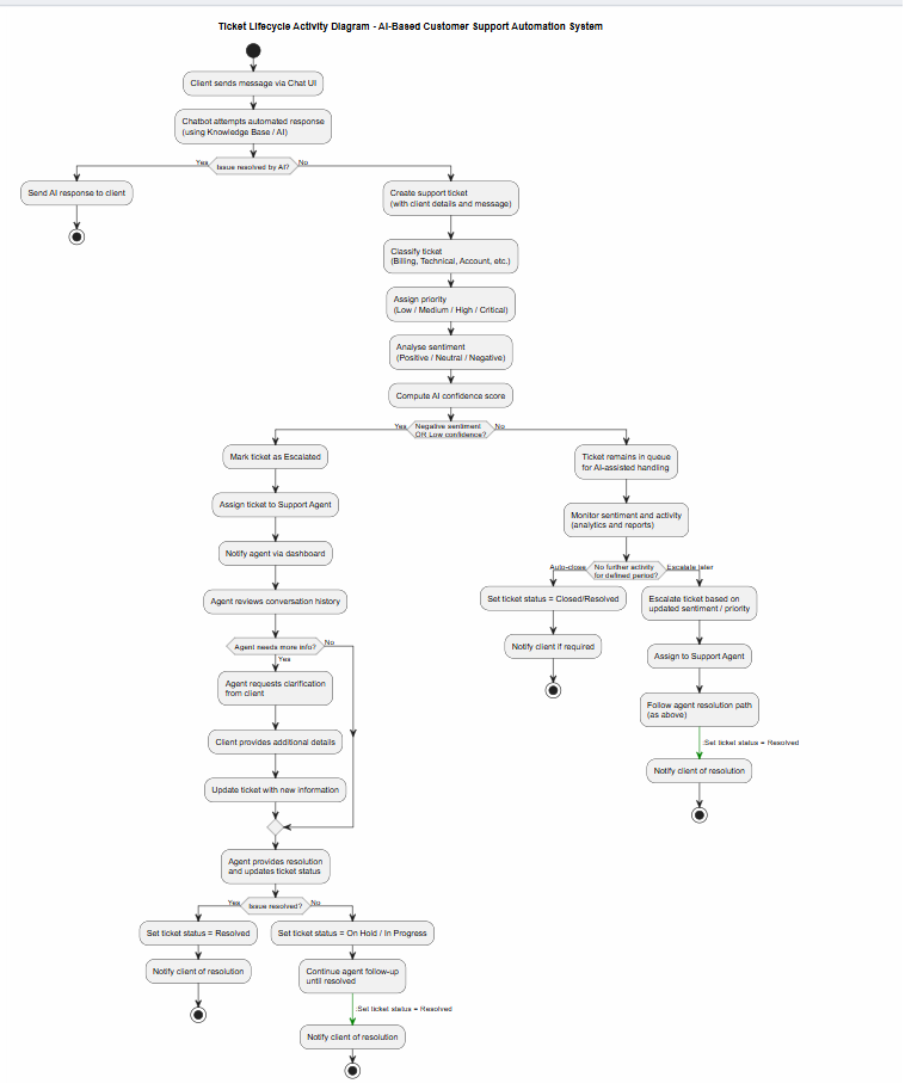 Ticket Lifecycle Activity Diagram - AI-Based Customer Support Automation System
Client sends message via Chat UI
Chatbot attempts automated response
(using Knowledge Base / AI)
Yes
Issue resolved by AI?
No
Send AI response to client
Create support ticket
(with client details and message)
Classify ticket
(Billing, Technical, Account, etc.)
Assign priority
(Low / Medium / High / Critical)
Analyse sentiment
(Positive / Neutral / Negative)
Compute AI confidence score
Yes
Negative sentiment
OR Low confidence?
No
Mark ticket as Escalated
Assign ticket to Support Agent
Notify agent via dashboard
Agent reviews conversation history
Agent needs more info?
No
Yes
Agent requests clarification
from client
Client provides additional details
Update ticket with new information
Agent provides resolution
and updates ticket status
Yes
Issue resolved?
No
Set ticket status = Resolved
Notify client of resolution
Set ticket status = On Hold / In Progress
Continue agent follow-up
until resolved
:Set ticket status = Resolved
Notify client of resolution
Ticket remains in queue
for AI-assisted handling
Monitor sentiment and activity
(analytics and reports)
Auto-close
No further activity
for defined period?
Escalate later
Set ticket status = Closed/Resolved
Notify client if required
Escalate ticket based on
updated sentiment / priority
Assign to Support Agent
Follow agent resolution path
(as above)
:Set ticket status = Resolved
Notify client of resolution